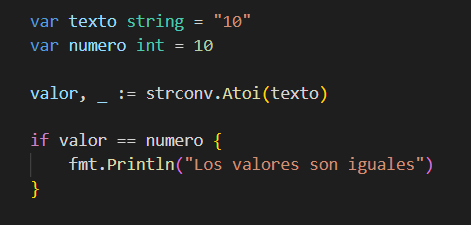 var texto string = "10"
var numero int = 10
valor, _ := strconv.Atoi(texto)
if valor == numero {
fmt.Println("Los valores son iguales")
}